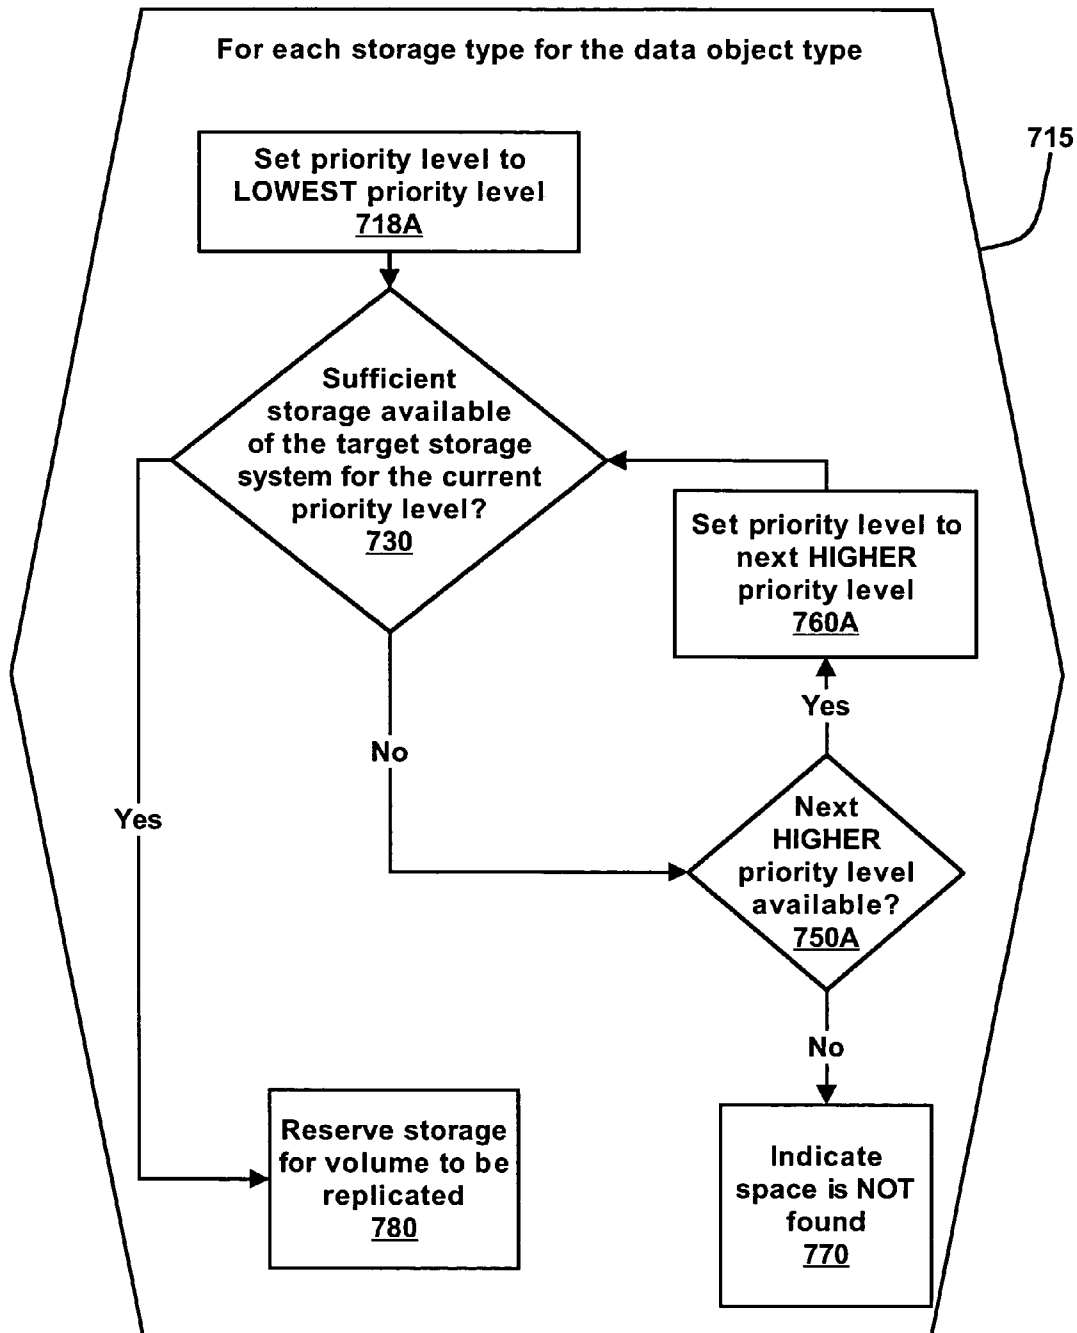 For each storage type for the data object type
715
Set priority level to
LOWEST priority level
718A
Sufficient
storage available
of the target storage
system for the current
priority level?
730
Set priority level to
next HIGHER
priority level
760A
Yes
No
Yes
Next
HIGHER
priority level
available?
750A
No
Reserve storage
for volume to be
replicated
780
Indicate
space is NOT
found
770